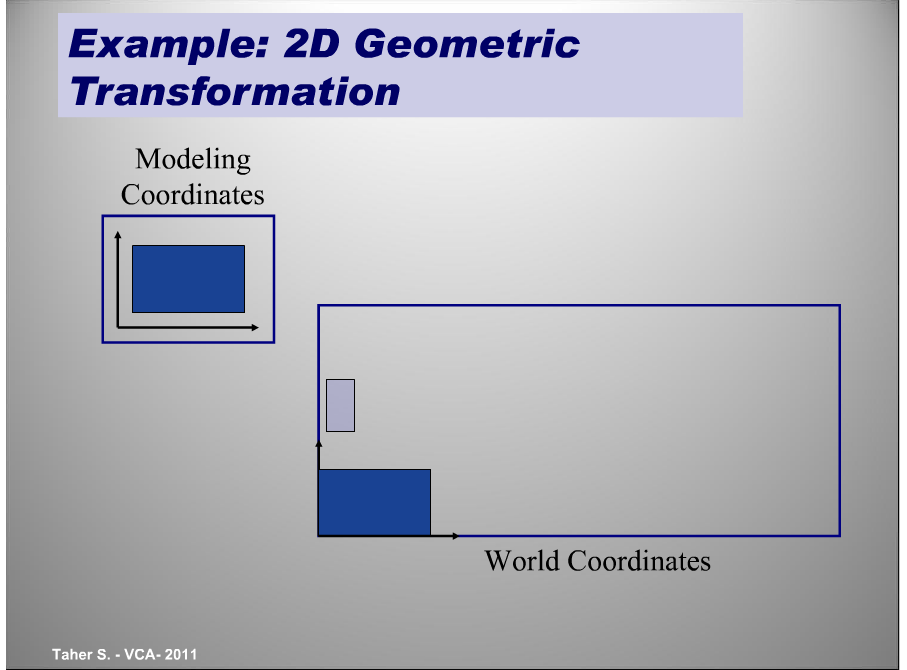 Example: 2D Geometric
Transformation
Modeling
Coordinates
World Coordinates
Taher S. - VCA- 2011